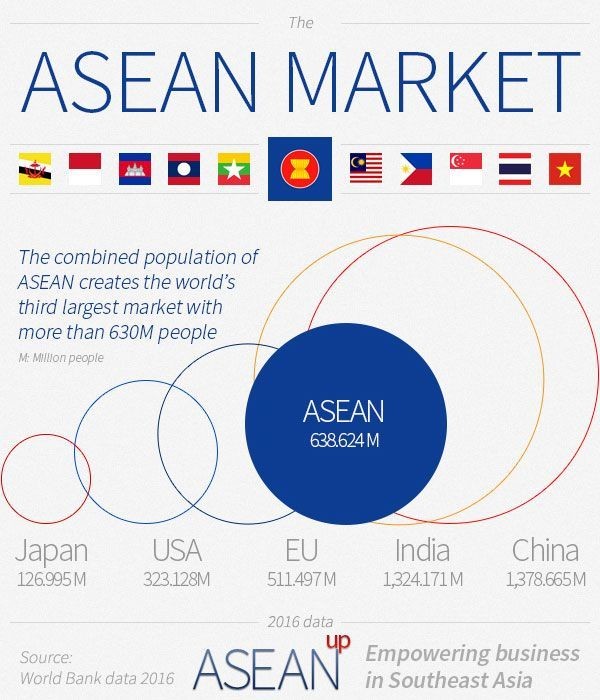 The
ASEAN MARKET
The combined population of
ASEAN creates the world's
third largest market with
more than 630M people
M: Million people
ASEAN
638.624 M
Japan
126.995 M
USA
323.128M
EU
511.497 M
India
1,324.171 M
China
1,378.665 M
2016 data
Source:
World Bank data 2016
ASEAN up
Empowering business
in Southeast Asia